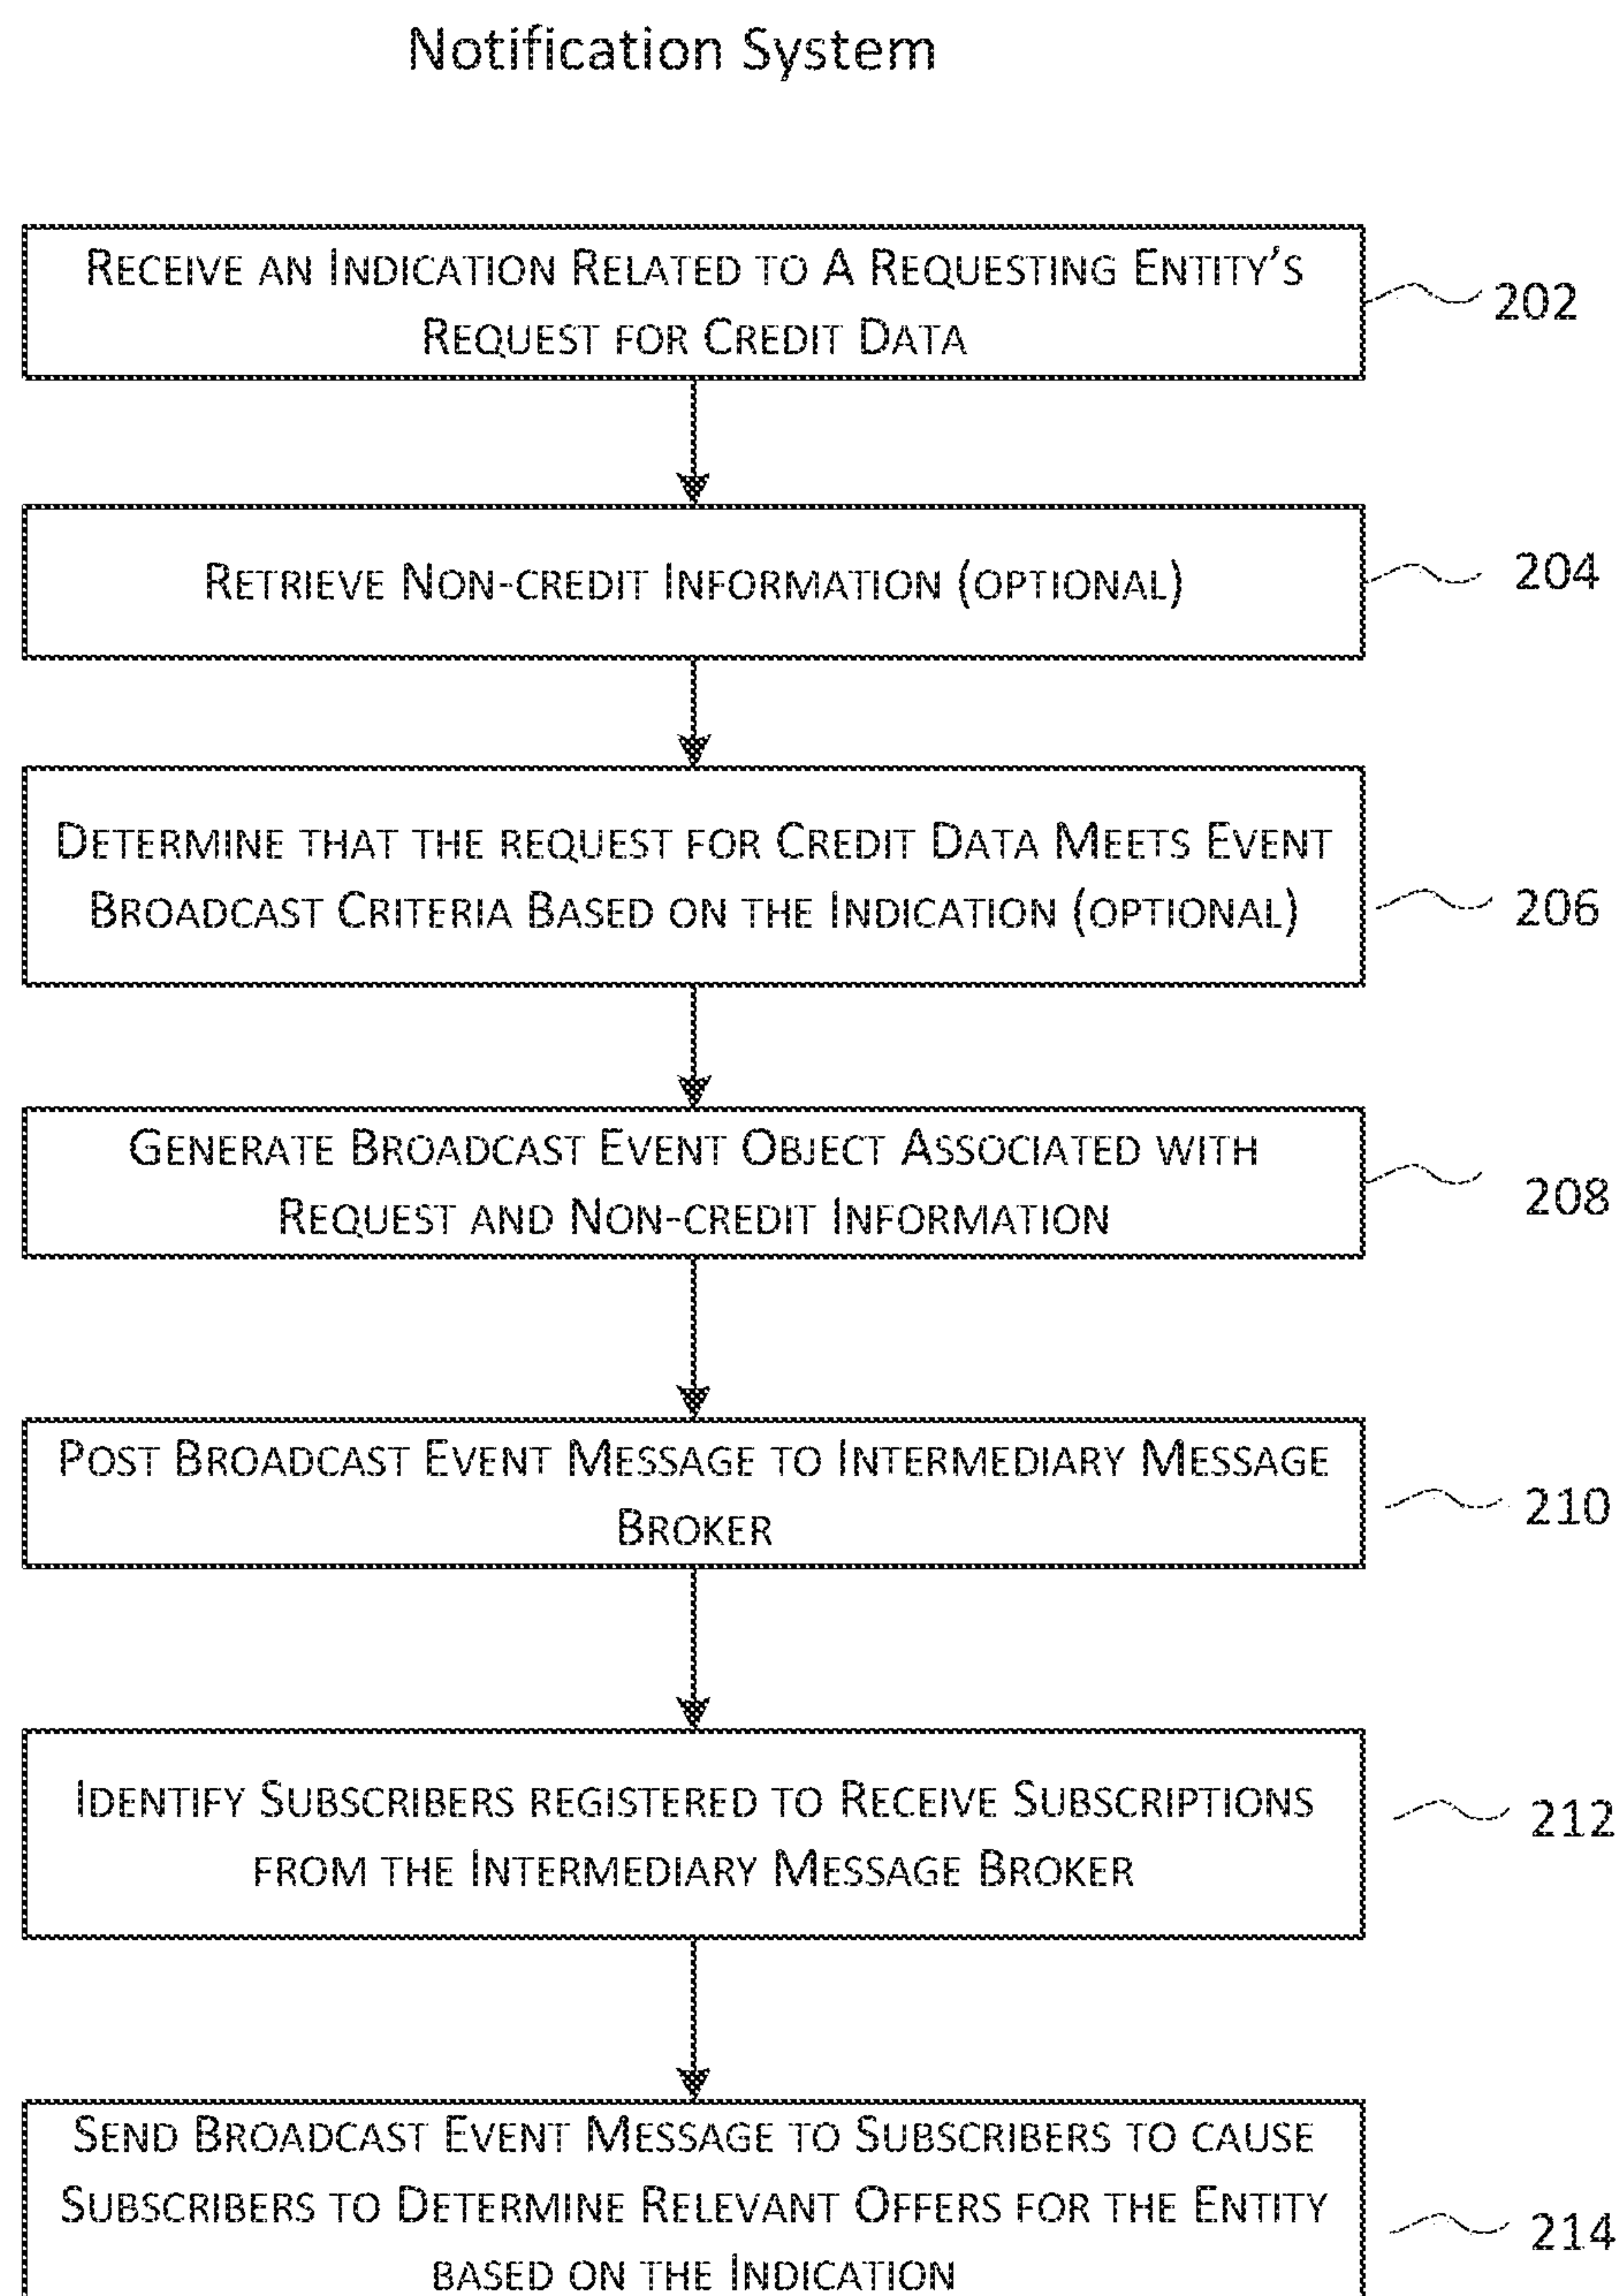 Notification System
RECEIVE AN INDICATION RELATED TO A REQUESTING ENTITY'S
REQUEST FOR CREDIT DATA
202
RETRIEVE NON-CREDIT INFORMATION (OPTIONAL)
204
DETERMINE THAT THE REQUEST FOR CREDIT DATA MEETS EVENT
BROADCAST CRITERIA BASED ON THE INDICATION (OPTIONAL)
206
GENERATE BROADCAST EVENT OBJECT ASSOCIATED WITH
REQUEST AND NON-CREDIT INFORMATION
208
POST BROADCAST EVENT MESSAGE TO INTERMEDIARY MESSAGE
BROKER
210
IDENTIFY SUBSCRIBERS REGISTERED TO RECEIVE SUBSCRIPTIONS
FROM THE INTERMEDIARY MESSAGE BROKER
212
SEND BROADCAST EVENT MESSAGE TO SUBSCRIBERS TO CAUSE
SUBSCRIBERS TO DETERMINE RELEVANT OFFERS FOR THE ENTITY
BASED ON THE INDICATION
214